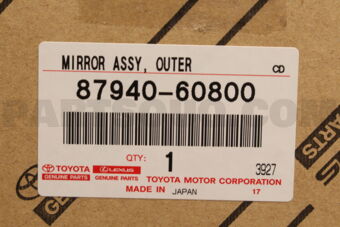 MIRROR ASSY, OUTER CD
87940-60800
QTY: 1 3927
TOYOTA GENUINE PARTS LEXUS GENUINE PARTS TOYOTA MOTOR CORPORATION
MADE IN JAPAN 17